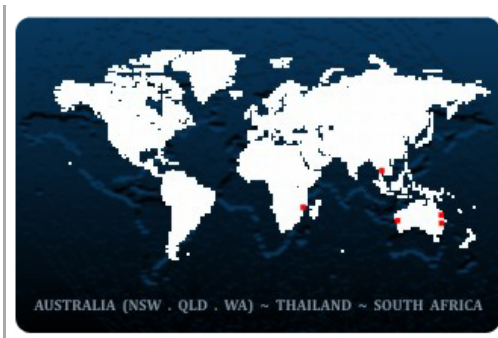 AUSTRALIA (NSW . QLD . WA) ~ THAILAND ~ SOUTH AFRICA